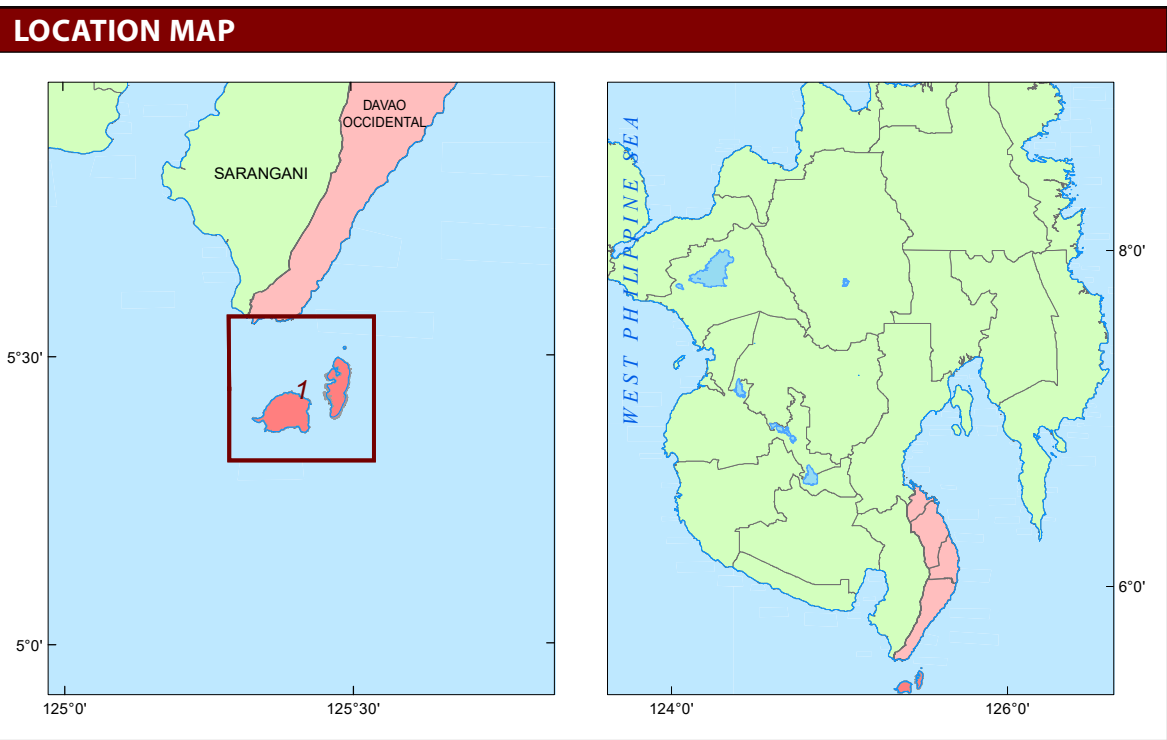 LOCATION MAP
DAVAO
OCCIDENTAL
SARANGANI
5°30'
1
5°0'
125°0'
125°30'
WEST PHILIPPINE SEA
8°0'
6°0'
124°0'
126°0'